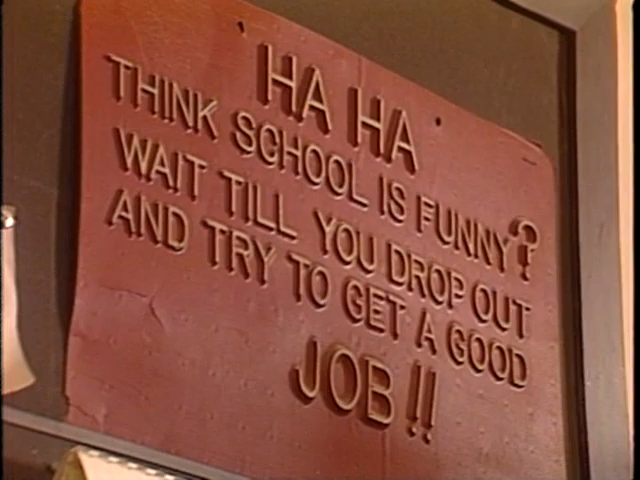 HA HA
THINK SCHOOL IS FUNNY?
WAIT TILL YOU DROP OUT
AND TRY TO GET A GOOD
JOB!!